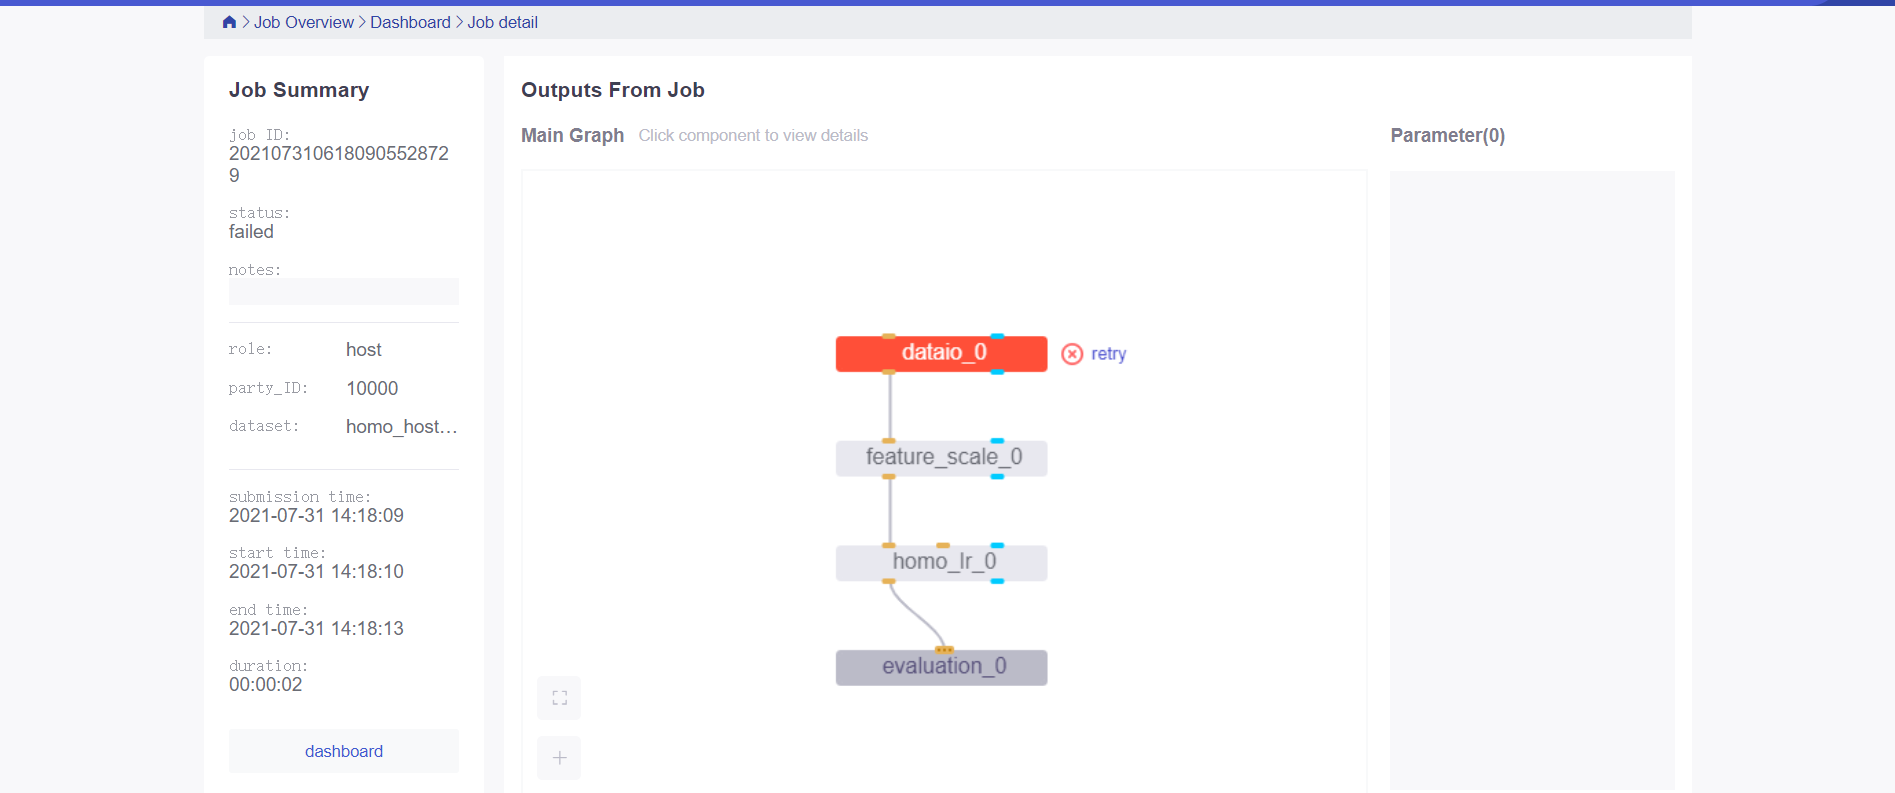 Job Overview Dashboard Job detail
Job Summary
job ID:
202107310618090552872
9
status:
failed
notes:
role: host
party_ID: 10000
dataset: homo_host...
submission time:
2021-07-31 14:18:09
start time:
2021-07-31 14:18:10
end time:
2021-07-31 14:18:13
duration:
00:00:02
dashboard
Outputs From Job
Main Graph Click component to view details
dataio_0 retry
feature_scale_0
homo_lr_0
evaluation_0
Parameter(0)